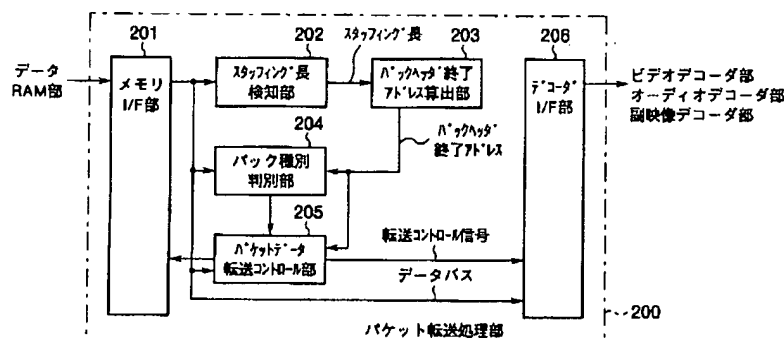 201
メモリ
I/F部
データ
RAM部
202
スタッフィング長
検知部
スタッフィング長
203
パックヘッダ終了
アドレス算出部
パックヘッダ
終了アドレス
204
パック種別
判別部
205
パケットデータ
転送コントロール部
転送コントロール信号
データバス
206
デコーダ
I/F部
ビデオデコーダ部
オーディオデコーダ部
副映像デコーダ部
200
パケット転送処理部